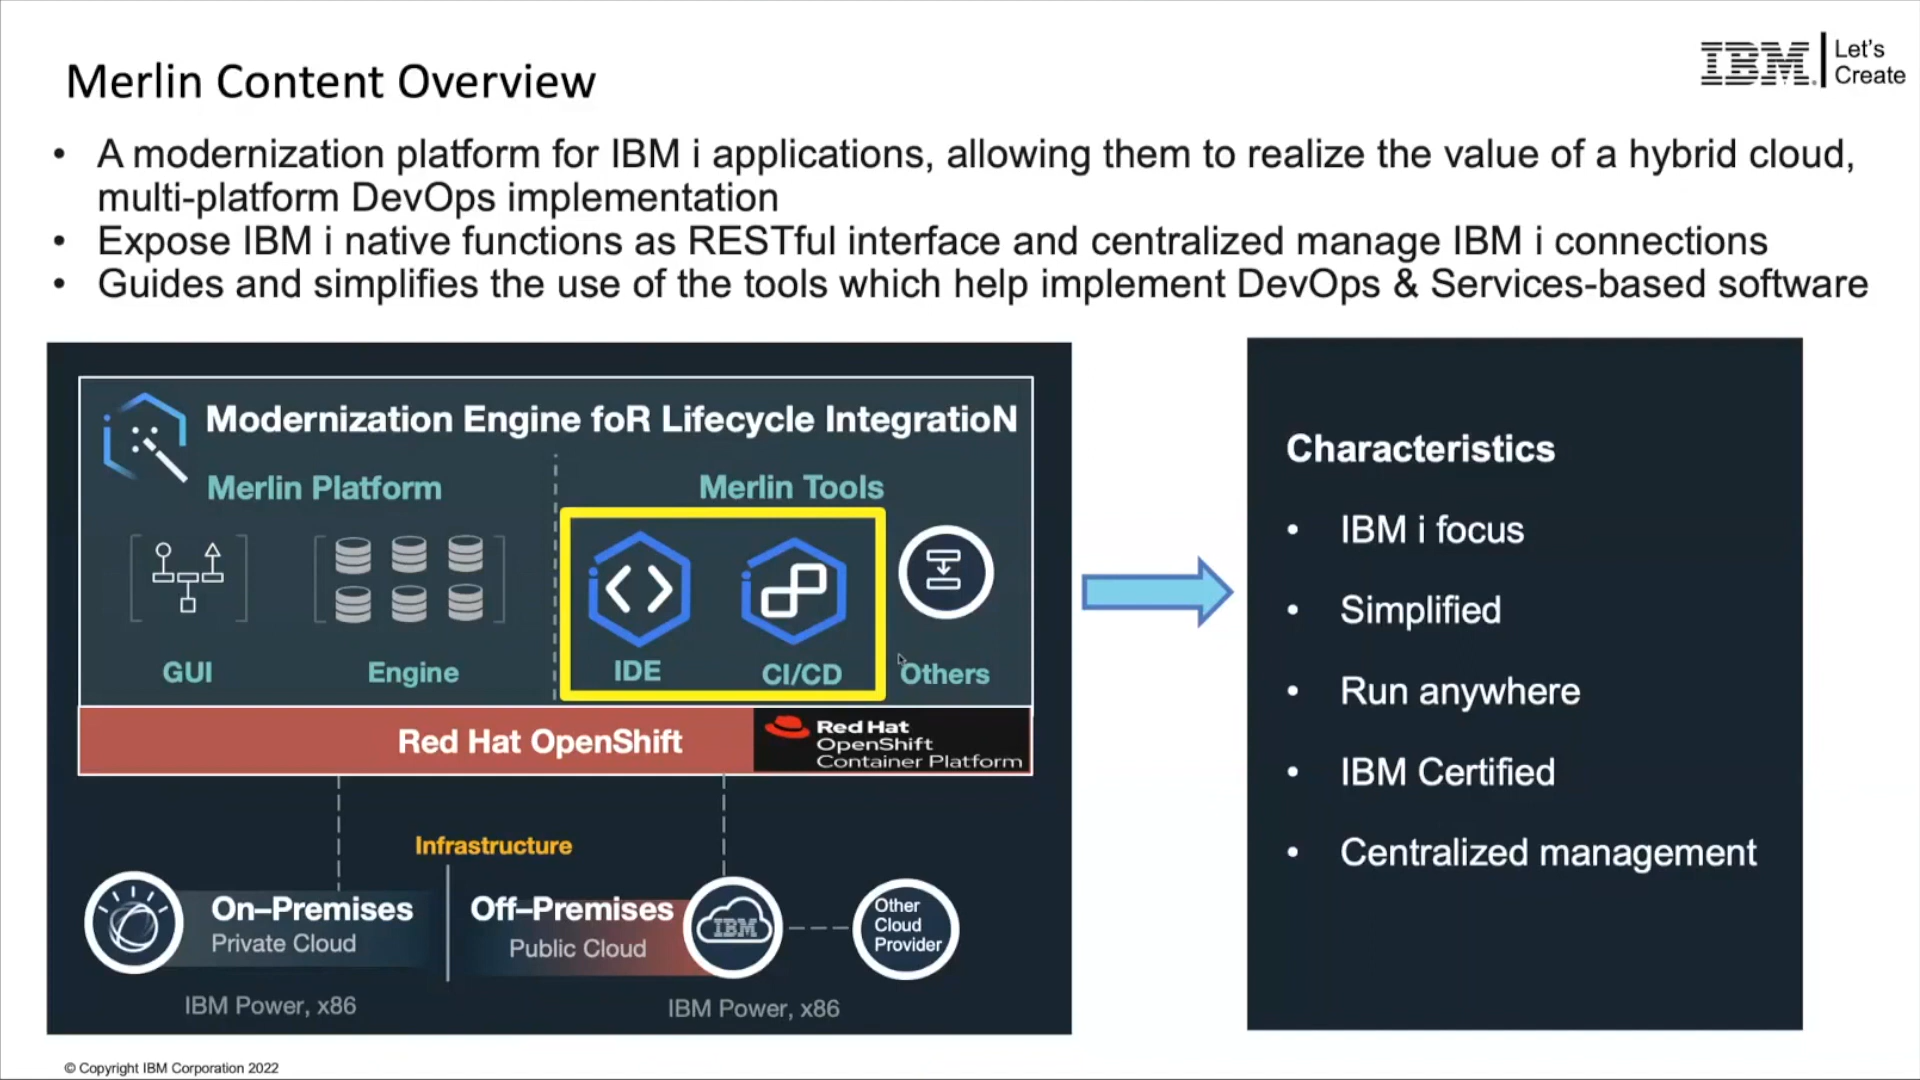 Merlin Content Overview
IBM. Let's
Create
• A modernization platform for IBM i applications, allowing them to realize the value of a hybrid cloud,
multi-platform DevOps implementation
• Expose IBM i native functions as RESTful interface and centralized manage IBM i connections
• Guides and simplifies the use of the tools which help implement DevOps & Services-based software
Modernization Engine foR Lifecycle IntegratioN
Merlin Platform
Merlin Tools
GUI
Engine
IDE
CI/CD
Others
Red Hat OpenShift
Red Hat
OpenShift
Container Platform
Infrastructure
On–Premises
Private Cloud
Off–Premises
Public Cloud
IBM
Other
Cloud
Provider
IBM Power, x86
IBM Power, x86
Characteristics
• IBM i focus
• Simplified
• Run anywhere
• IBM Certified
• Centralized management
© Copyright IBM Corporation 2022